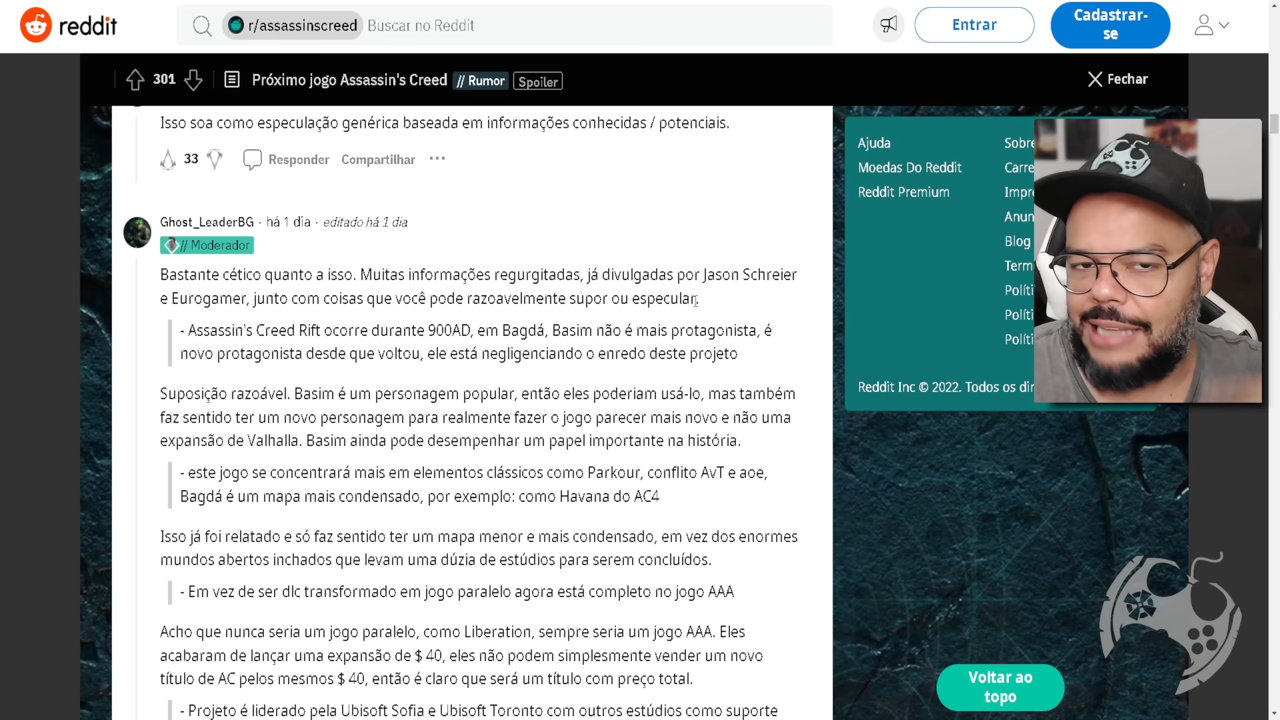 reddit
r/assassinscreed
Buscar no Reddit
Entrar
Cadastrar-
se
301
Próximo jogo Assassin's Creed
// Rumor
Spoiler
Fechar
Isso soa como especulação genérica baseada em informações conhecidas / potenciais.
33
Responder
Compartilhar
Ghost_LeaderBG · há 1 dia · editado há 1 dia
// Moderador
Bastante cético quanto a isso. Muitas informações regurgitadas, já divulgadas por Jason Schreier
e Eurogamer, junto com coisas que você pode razoavelmente supor ou especular.
- Assassin's Creed Rift ocorre durante 900AD, em Bagdá, Basim não é mais protagonista, é
novo protagonista desde que voltou, ele está negligenciando o enredo deste projeto
Suposição razoável. Basim é um personagem popular, então eles poderiam usá-lo, mas também
faz sentido ter um novo personagem para realmente fazer o jogo parecer mais novo e não uma
expansão de Valhalla. Basim ainda pode desempenhar um papel importante na história.
- este jogo se concentrará mais em elementos clássicos como Parkour, conflito AvT e aoe,
Bagdá é um mapa mais condensado, por exemplo: como Havana do AC4
Isso já foi relatado e só faz sentido ter um mapa menor e mais condensado, em vez dos enormes
mundos abertos inchados que levam uma dúzia de estúdios para serem concluídos.
- Em vez de ser dlc transformado em jogo paralelo agora está completo no jogo AAA
Acho que nunca seria um jogo paralelo, como Liberation, sempre seria um jogo AAA. Eles
acabaram de lançar uma expansão de $ 40, eles não podem simplesmente vender um novo
título de AC pelos mesmos $ 40, então é claro que será um título com preço total.
- Projeto é liderado pela Ubisoft Sofia e Ubisoft Toronto com outros estúdios como suporte
Ajuda
Sobre
Moedas Do Reddit
Carre
Reddit Premium
Impre
Anun
Blog
Term
Políti
Políti
Políti
Reddit Inc © 2022. Todos os dir
Voltar ao
topo